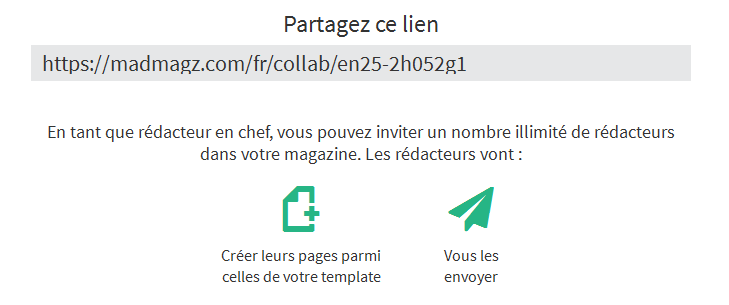 Partagez ce lien
https://madmagz.com/fr/collab/en25-2h052g1
En tant que rédacteur en chef, vous pouvez inviter un nombre illimité de rédacteurs
dans votre magazine. Les rédacteurs vont :
Créer leurs pages parmi
celles de votre template
Vous les
envoyer